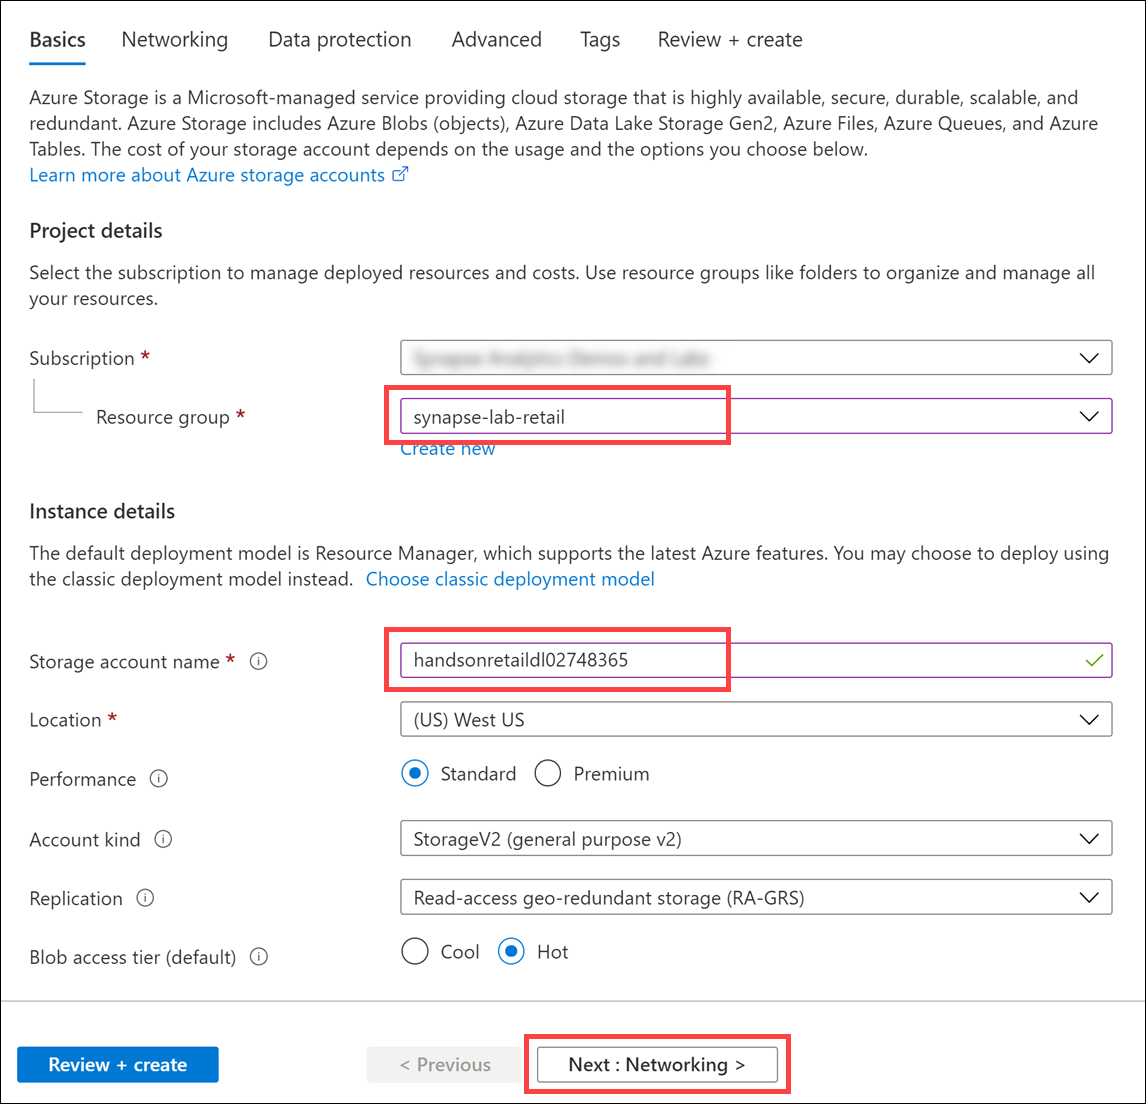 Basics Networking Data protection Advanced Tags Review + create
Azure Storage is a Microsoft-managed service providing cloud storage that is highly available, secure, durable, scalable, and
redundant. Azure Storage includes Azure Blobs (objects), Azure Data Lake Storage Gen2, Azure Files, Azure Queues, and Azure
Tables. The cost of your storage account depends on the usage and the options you choose below.
Learn more about Azure storage accounts
Project details
Select the subscription to manage deployed resources and costs. Use resource groups like folders to organize and manage all
your resources.
Subscription *
Resource group * synapse-lab-retail
Create new
Instance details
The default deployment model is Resource Manager, which supports the latest Azure features. You may choose to deploy using
the classic deployment model instead. Choose classic deployment model
Storage account name * handsonretaildl02748365
Location * (US) West US
Performance Standard Premium
Account kind StorageV2 (general purpose v2)
Replication Read-access geo-redundant storage (RA-GRS)
Blob access tier (default) Cool Hot
Review + create < Previous Next : Networking >